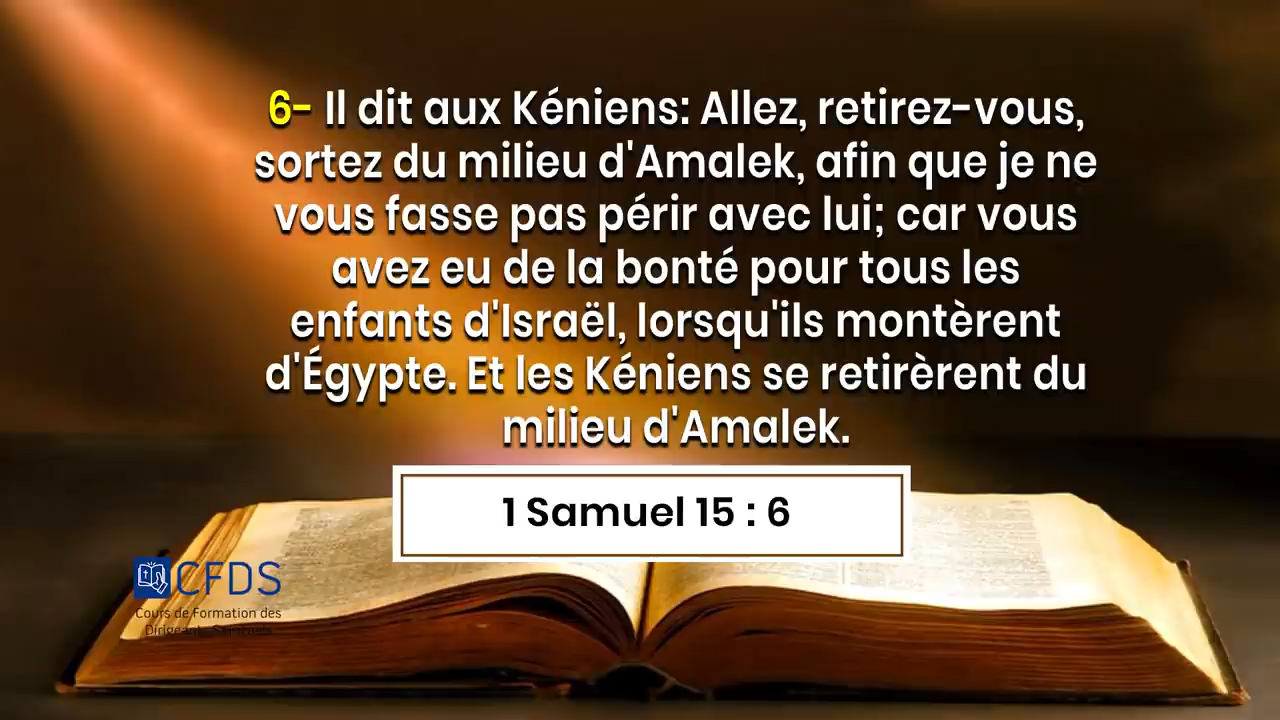 6- Il dit aux Kéniens: Allez, retirez-vous,
sortez du milieu d'Amalek, afin que je ne
vous fasse pas périr avec lui; car vous
avez eu de la bonté pour tous les
enfants d'Israël, lorsqu'ils montèrent
d'Égypte. Et les Kéniens se retirèrent du
milieu d'Amalek.
1 Samuel 15 : 6
CFDS
Cours de Formation des